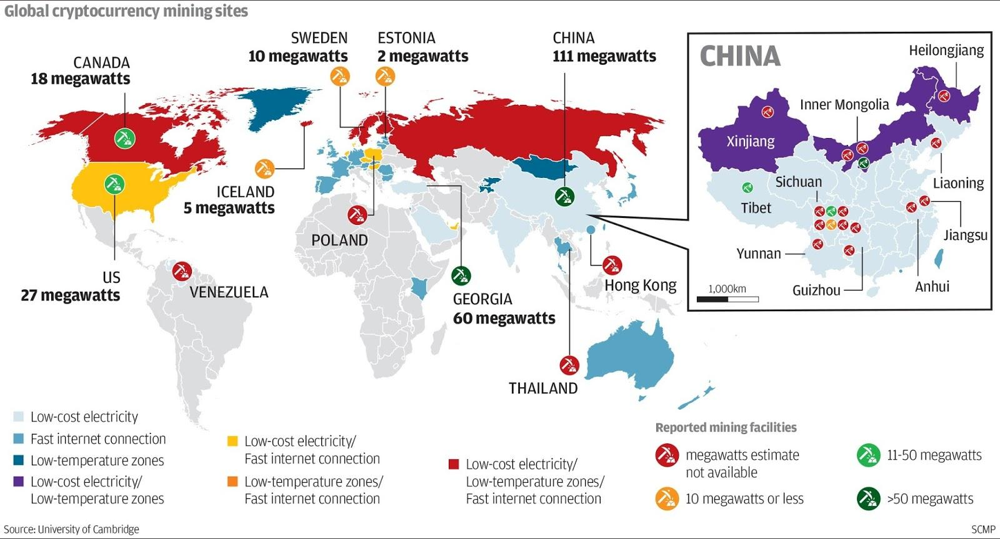 Global cryptocurrency mining sites
CANADA
18 megawatts
SWEDEN
10 megawatts
ESTONIA
2 megawatts
CHINA
111 megawatts
ICELAND
5 megawatts
POLAND
US
27 megawatts
VENEZUELA
GEORGIA
60 megawatts
Hong Kong
THAILAND
CHINA
Heilongjiang
Inner Mongolia
Xinjiang
Sichuan
Liaoning
Tibet
Jiangsu
Yunnan
Guizhou
Anhui
1,000km
Low-cost electricity
Fast internet connection
Low-temperature zones
Low-cost electricity/
Low-temperature zones
Low-cost electricity/
Fast internet connection
Low-temperature zones/
Fast internet connection
Low-cost electricity/
Low-temperature zones/
Fast internet connection
Reported mining facilities
megawatts estimate
not available
10 megawatts or less
11-50 megawatts
>50 megawatts
Source: University of Cambridge
SCMP